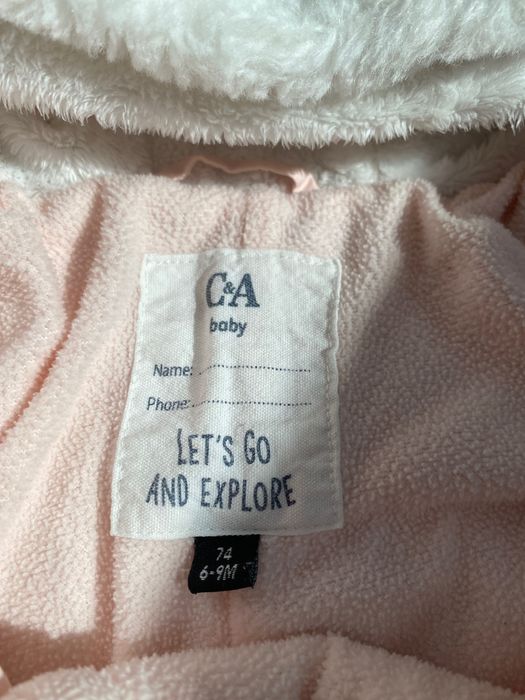 C&A
baby
Name:
Phone:
LET'S GO
AND EXPLORE
74
6-9M